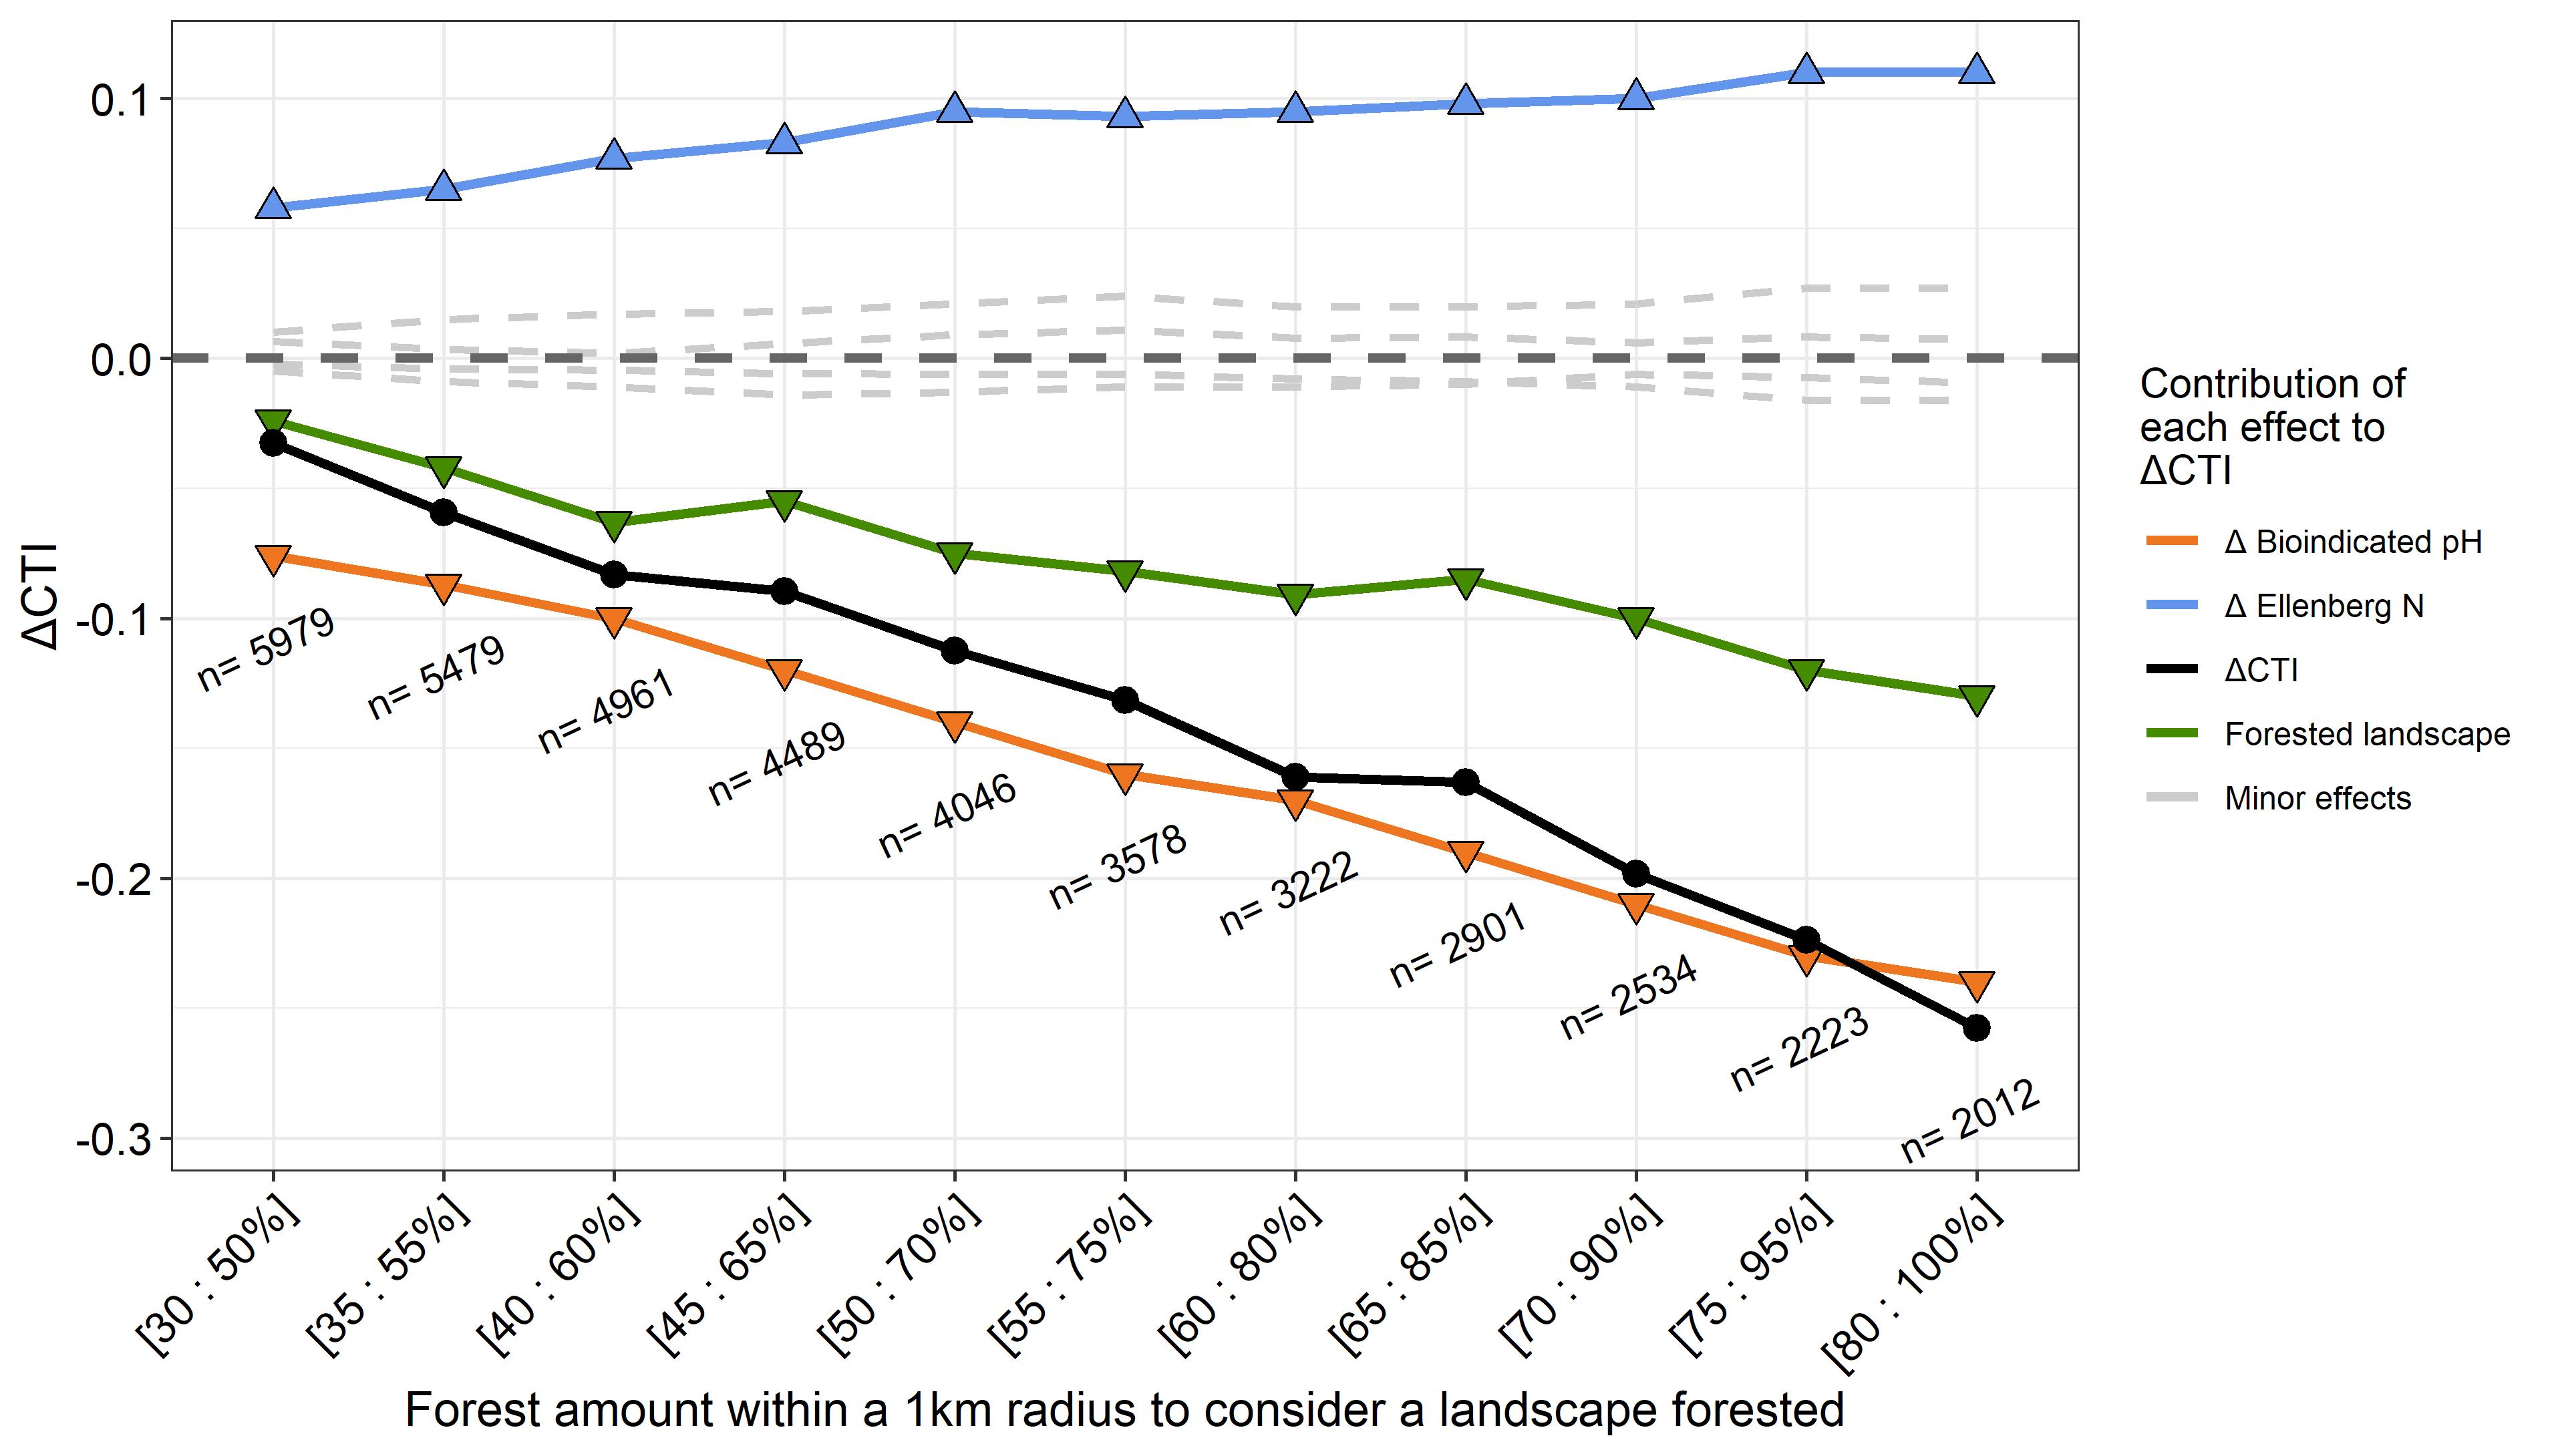 0.1
0.0
-0.1
-0.2
-0.3
ΔCTI
n= 5979
n= 5479
n= 4961
n= 4489
n= 4046
n= 3578
n= 3222
n= 2901
n= 2534
n= 2223
n= 2012
[30 : 50%]
[35 : 55%]
[40 : 60%]
[45 : 65%]
[50 : 70%]
[55 : 75%]
[60 : 80%]
[65 : 85%]
[70 : 90%]
[75 : 95%]
[80 : 100%]
Forest amount within a 1km radius to consider a landscape forested
Contribution of
each effect to
ΔCTI
Δ Bioindicated pH
Δ Ellenberg N
ΔCTI
Forested landscape
Minor effects